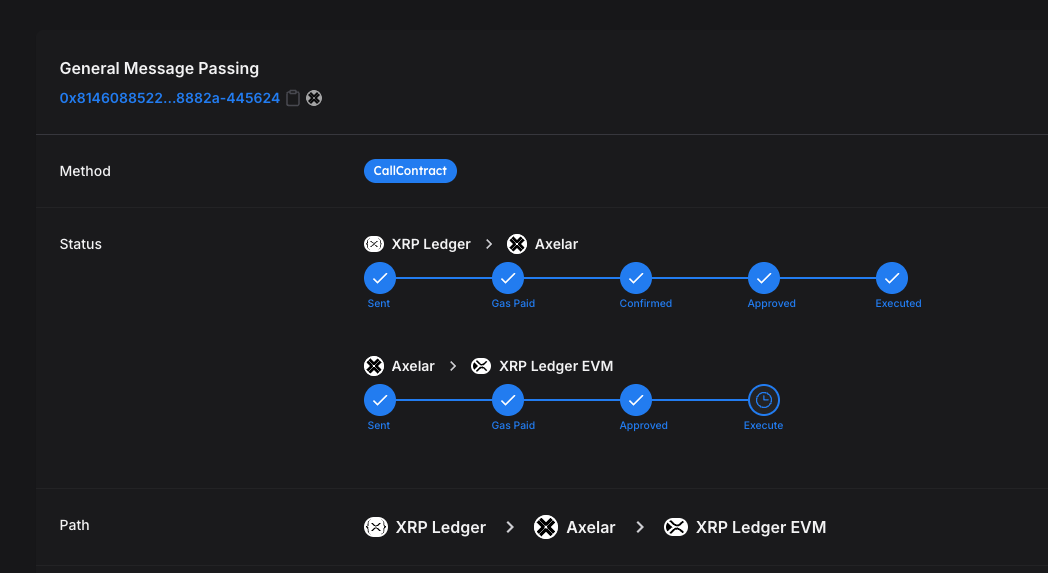 General Message Passing
0x8146088522...8882a-445624
Method
CallContract
Status
XRP Ledger > Axelar
Sent Gas Paid Confirmed Approved Executed
Axelar > XRP Ledger EVM
Sent Gas Paid Approved Execute
Path
XRP Ledger > Axelar > XRP Ledger EVM